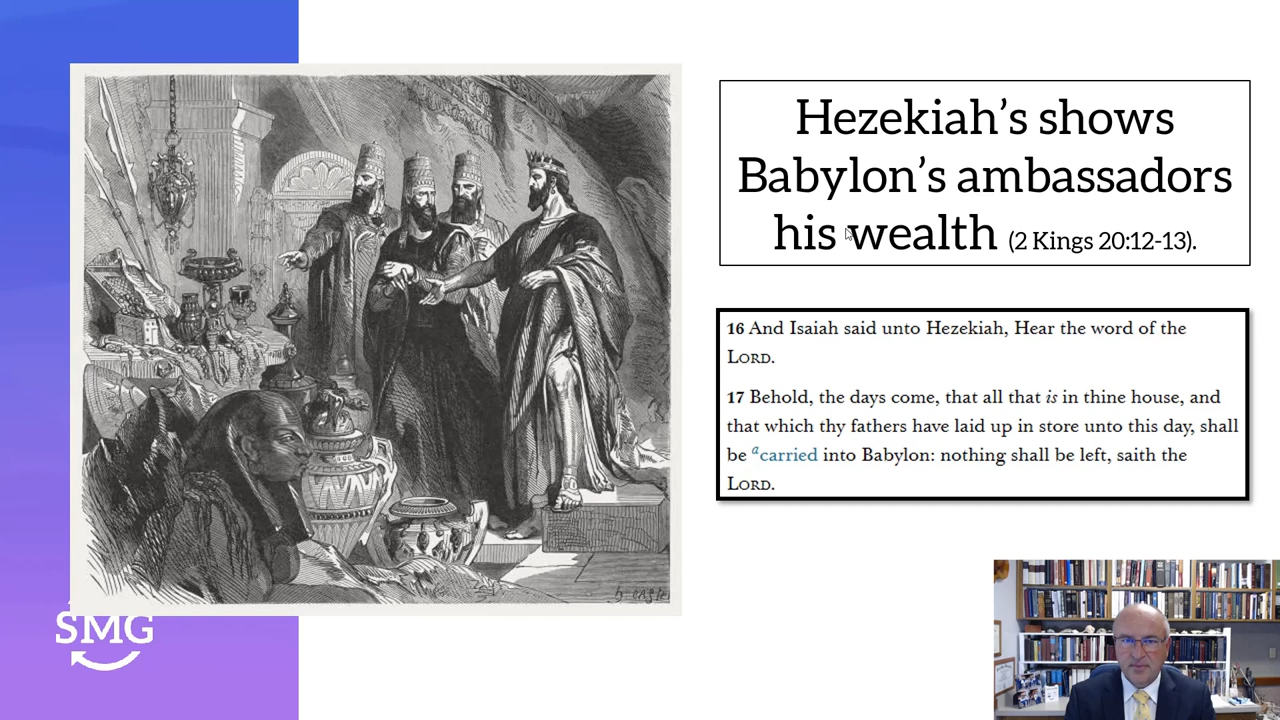 Hezekiah’s shows
Babylon’s ambassadors
his wealth (2 Kings 20:12-13).
16 And Isaiah said unto Hezekiah, Hear the word of the
LORD.
17 Behold, the days come, that all that is in thine house, and
that which thy fathers have laid up in store unto this day, shall
be a carried into Babylon: nothing shall be left, saith the
LORD.
SMG